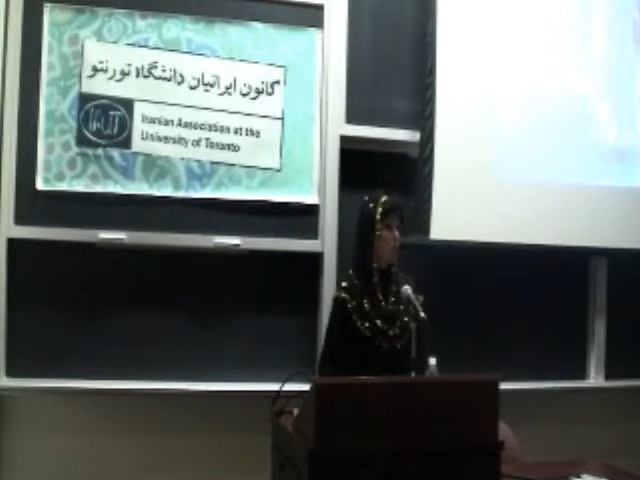 کانون ایرانیان دانشگاه تورنتو
IAUT
Iranian Association at the
University of Toronto